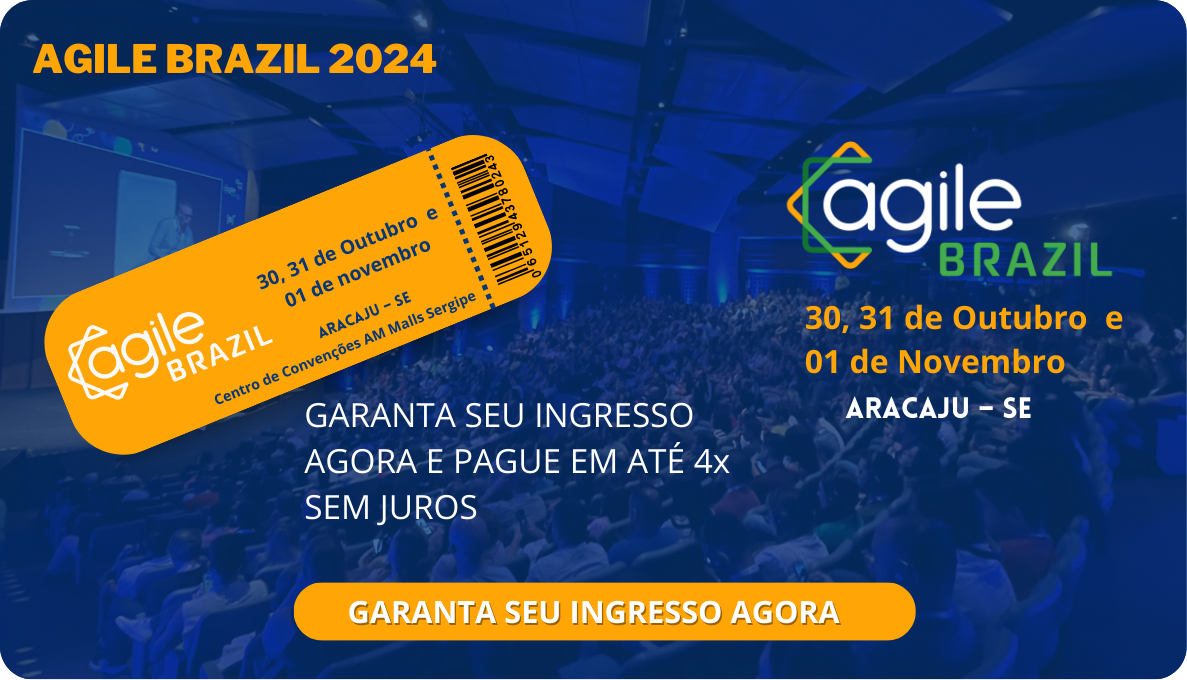 AGILE BRAZIL 2024
30, 31 de Outubro e
01 de novembro
ARACAJU – SE
Centro de Convenções AM Malls Sergipe
agile
BRAZIL
06512943780243
agile
BRAZIL
30, 31 de Outubro e
01 de Novembro
ARACAJU – SE
GARANTA SEU INGRESSO
AGORA E PAGUE EM ATÉ 4x
SEM JUROS
GARANTA SEU INGRESSO AGORA